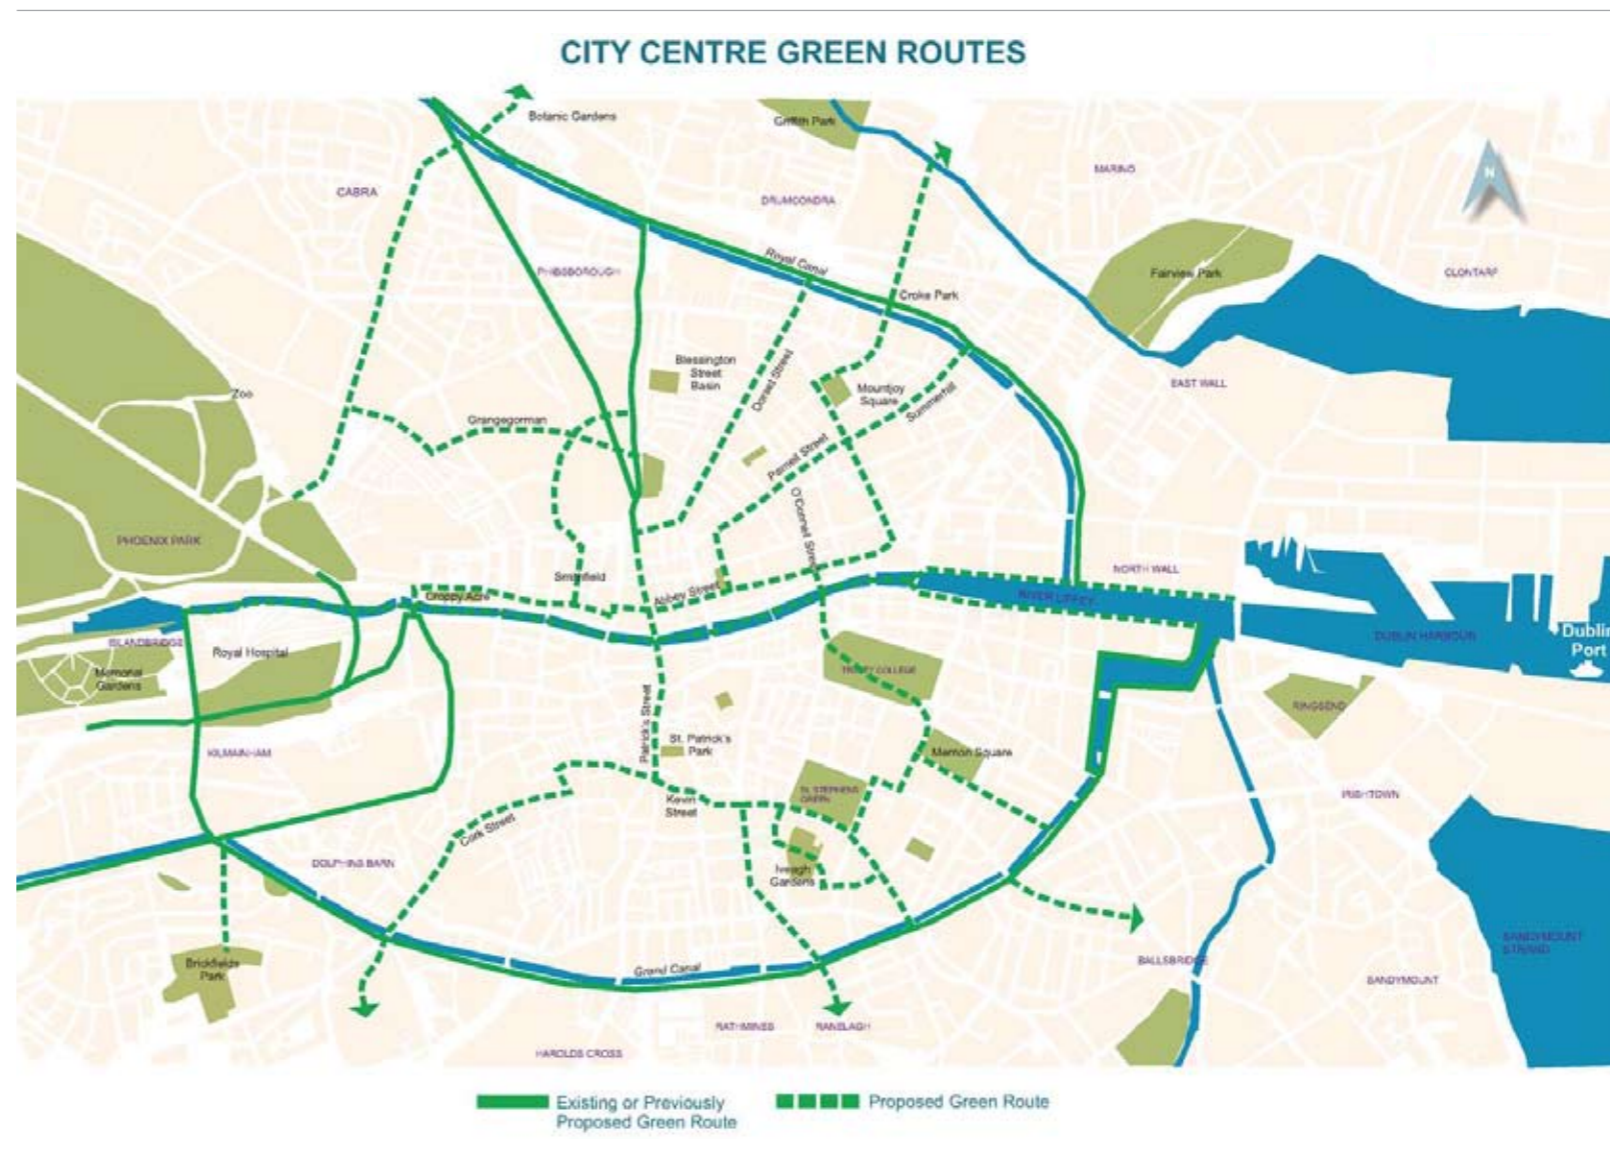 CITY CENTRE GREEN ROUTES
Botanic Gardens
Griffith Park
MARINO
N
CABRA
DRUMCONDRA
PHIBSBOROUGH
Royal Canal
Fairview Park
CLONTARF
Croke Park
Blessington
Street
Basin
Dorset Street
Mountjoy
Square
EAST WALL
Zoo
Summerhill
Grangegorman
Parnell Street
O'Connell Street
PHOENIX PARK
Smithfield
NORTH WALL
Croppy Acre
Abbey Street
RIVER LIFFEY
DUBLIN HARBOUR
Dublin
Port
ISLANDBRIDGE
Royal Hospital
Memorial
Gardens
TRINITY COLLEGE
RINGSEND
Patrick's Street
St. Patrick's
Park
Merrion Square
KILMAINHAM
ST. STEPHENS
GREEN
IRISHTOWN
Kevin
Street
Cork Street
DOLPHINS BARN
Iveagh
Gardens
SANDYMOUNT
STRAND
Brickfields
Park
Grand Canal
BALLSBRIDGE
SANDYMOUNT
RATHMINES
RANELAGH
HAROLDS CROSS
Existing or Previously
Proposed Green Route
Proposed Green Route